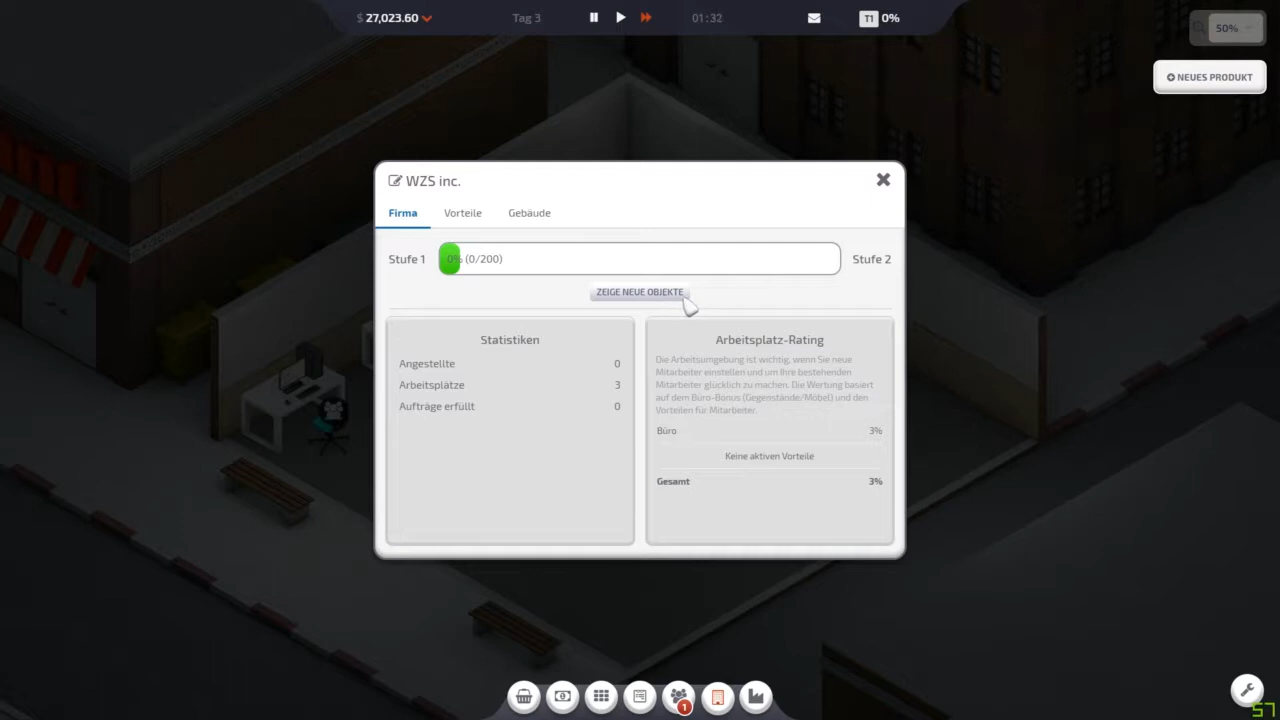 $ 27,023.60
Tag 3
01:32
T1 0%
50%
NEUES PRODUKT
WZS inc.
Firma
Vorteile
Gebäude
Stufe 1
0% (0/200)
Stufe 2
ZEIGE NEUE OBJEKTE
Statistiken
Angestellte 0
Arbeitsplätze 3
Aufträge erfüllt 0
Arbeitsplatz-Rating
Die Arbeitsumgebung ist wichtig, wenn Sie neue
Mitarbeiter einstellen und um Ihre bestehenden
Mitarbeiter glücklich zu machen. Die Wertung basiert
auf dem Büro-Bonus (Gegenstände/Möbel) und den
Vorteilen für Mitarbeiter.
Büro 3%
Keine aktiven Vorteile
Gesamt 3%
1
57